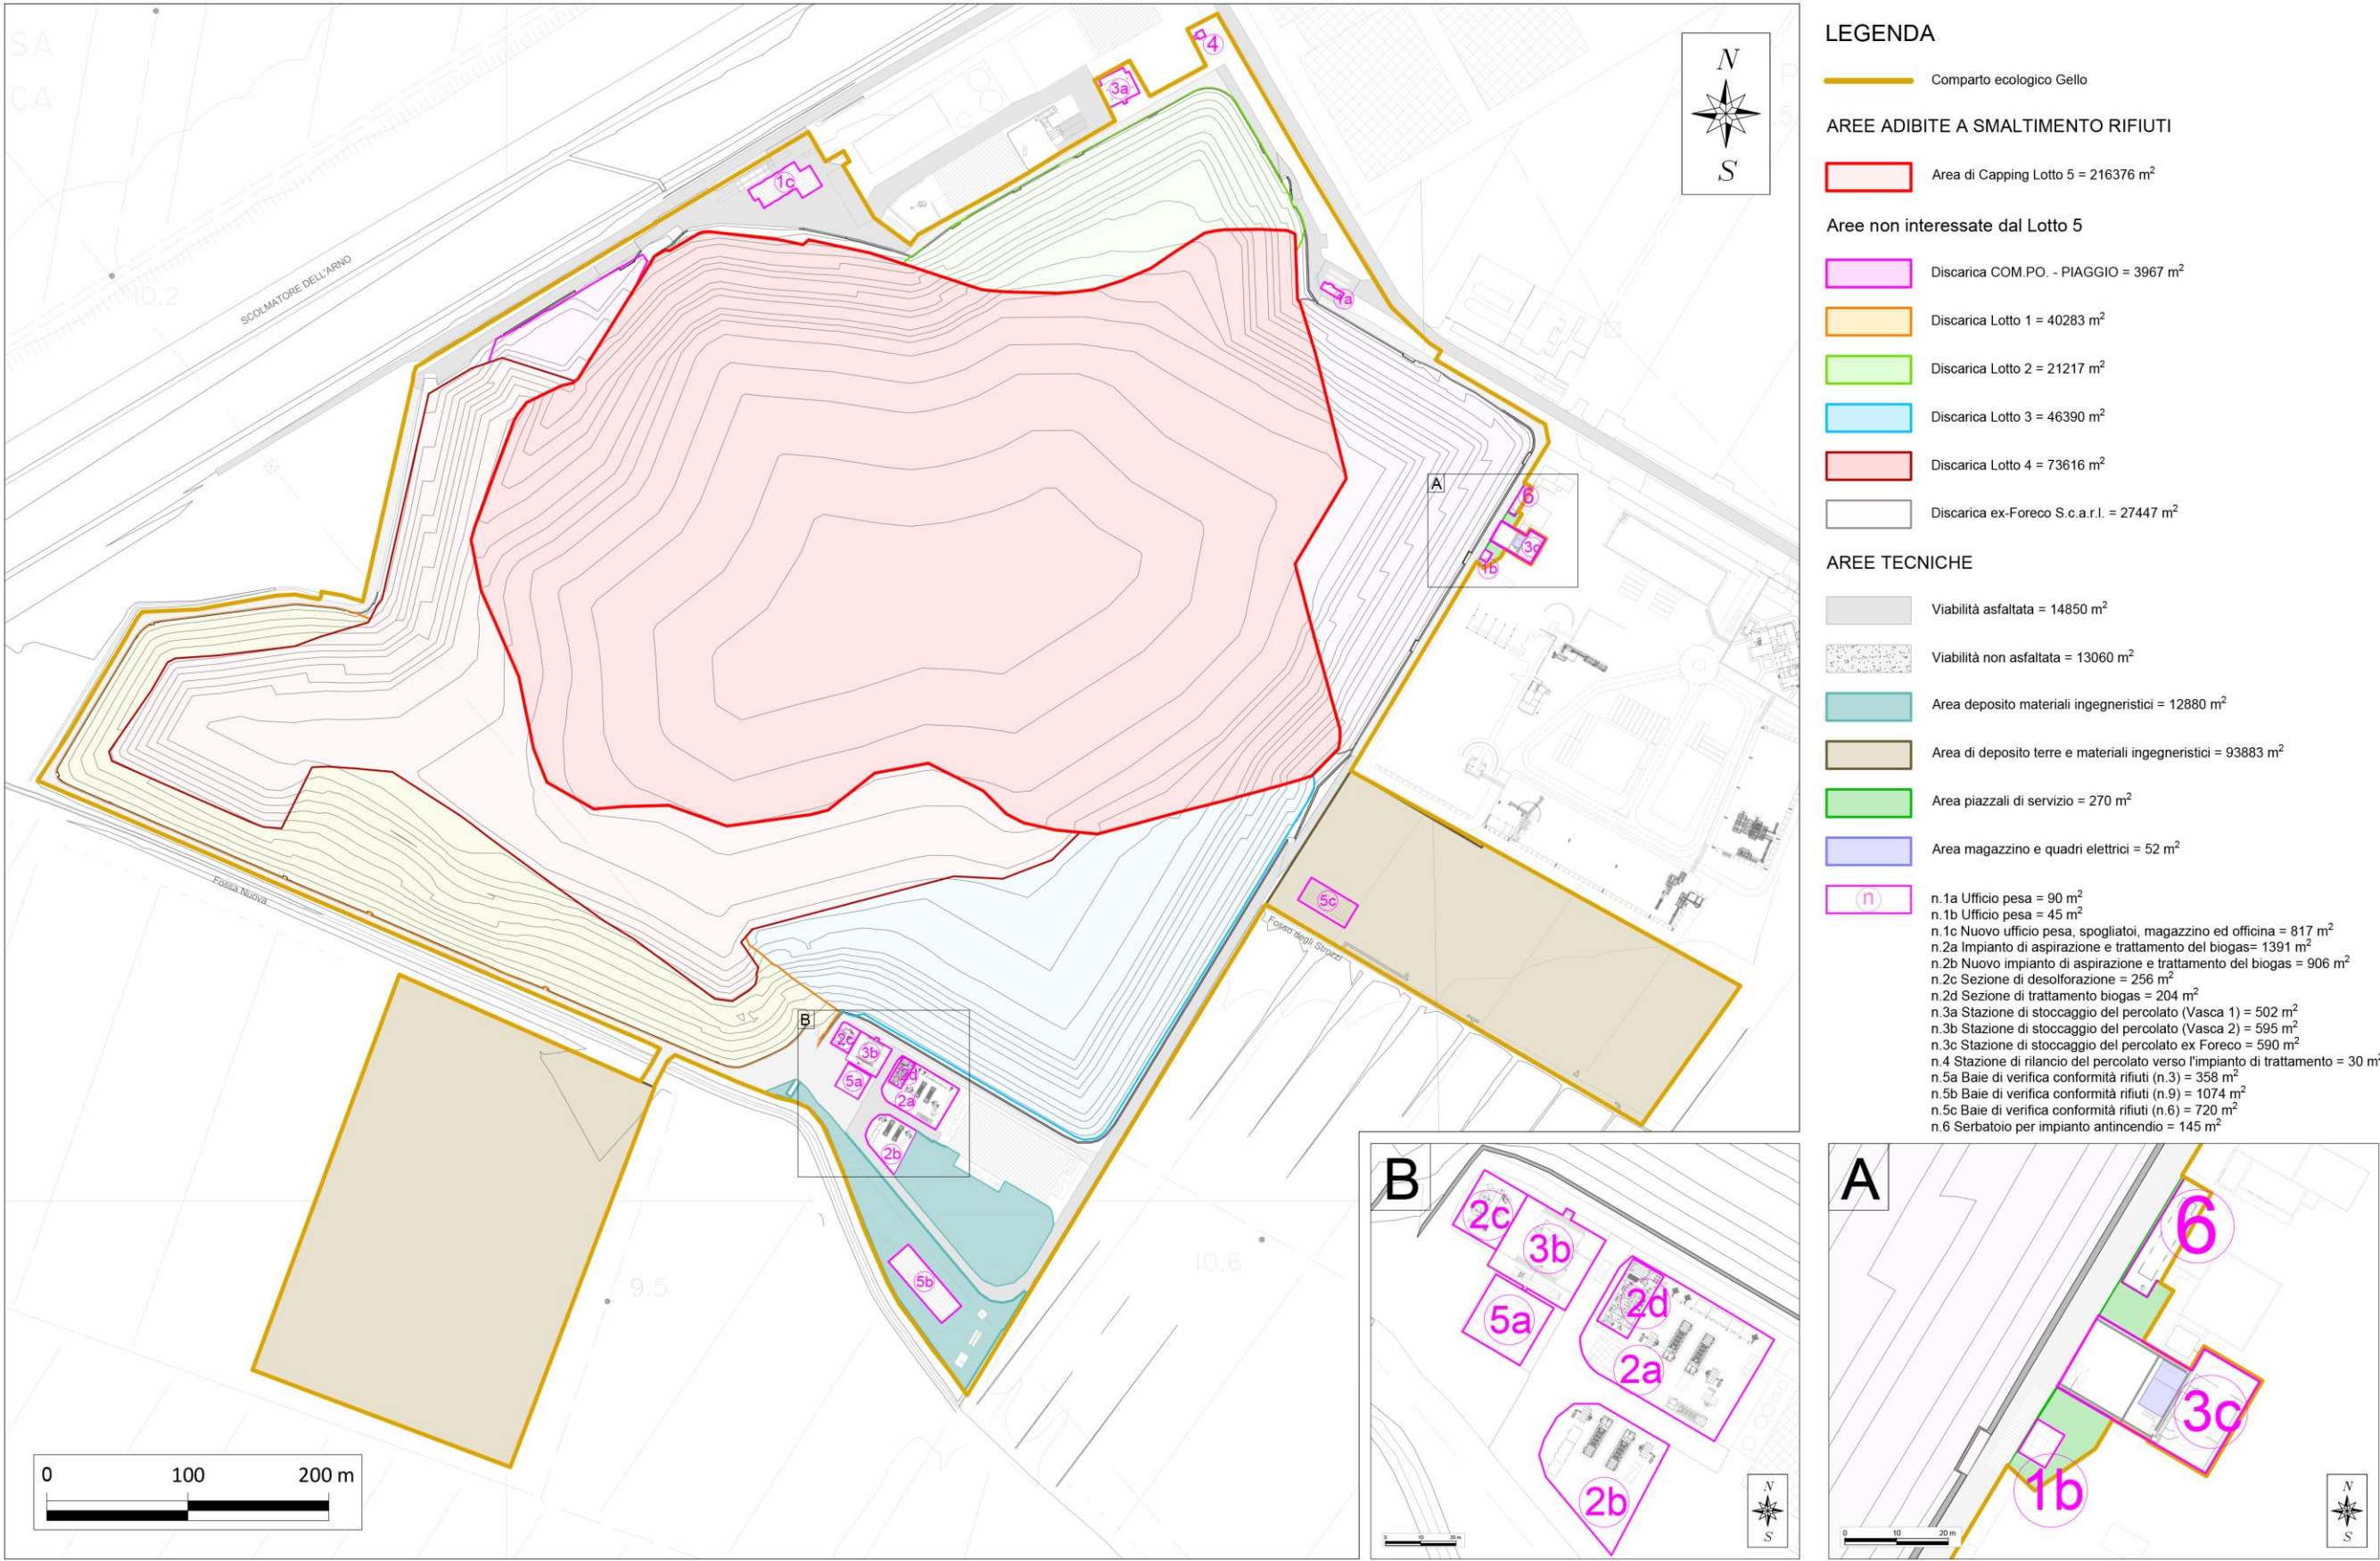 SA
CA
10.2
SCOLMATORE DELL'ARNO
1c
3a
4
N
S
1a
A
6
3c
1b
Fossa Nuova
5c
Fosso degli Strozzi
B
2c
3b
5a
2d
2a
2b
5b
9.5
10.6
0 100 200 m
LEGENDA
Comparto ecologico Gello
AREE ADIBITE A SMALTIMENTO RIFIUTI
Area di Capping Lotto 5 = 216376 m²
Aree non interessate dal Lotto 5
Discarica COM.PO. - PIAGGIO = 3967 m²
Discarica Lotto 1 = 40283 m²
Discarica Lotto 2 = 21217 m²
Discarica Lotto 3 = 46390 m²
Discarica Lotto 4 = 73616 m²
Discarica ex-Foreco S.c.a.r.l. = 27447 m²
AREE TECNICHE
Viabilità asfaltata = 14850 m²
Viabilità non asfaltata = 13060 m²
Area deposito materiali ingegneristici = 12880 m²
Area di deposito terre e materiali ingegneristici = 93883 m²
Area piazzali di servizio = 270 m²
Area magazzino e quadri elettrici = 52 m²
n
n.1a Ufficio pesa = 90 m²
n.1b Ufficio pesa = 45 m²
n.1c Nuovo ufficio pesa, spogliatoi, magazzino ed officina = 817 m²
n.2a Impianto di aspirazione e trattamento del biogas= 1391 m²
n.2b Nuovo impianto di aspirazione e trattamento del biogas = 906 m²
n.2c Sezione di desolforazione = 256 m²
n.2d Sezione di trattamento biogas = 204 m²
n.3a Stazione di stoccaggio del percolato (Vasca 1) = 502 m²
n.3b Stazione di stoccaggio del percolato (Vasca 2) = 595 m²
n.3c Stazione di stoccaggio del percolato ex Foreco = 590 m²
n.4 Stazione di rilancio del percolato verso l'impianto di trattamento = 30 m²
n.5a Baie di verifica conformità rifiuti (n.3) = 358 m²
n.5b Baie di verifica conformità rifiuti (n.9) = 1074 m²
n.5c Baie di verifica conformità rifiuti (n.6) = 720 m²
n.6 Serbatoio per impianto antincendio = 145 m²
B
2c
3b
5a
2d
2a
2b
0 10 20 m
N
S
A
6
3c
1b
0 10 20 m
N
S